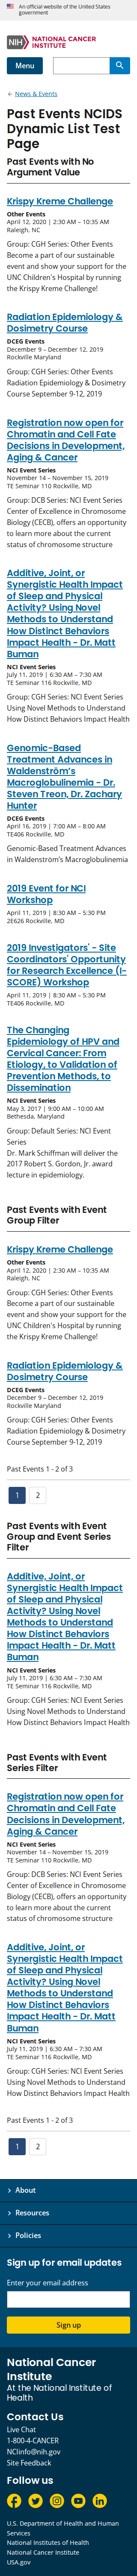 An official website of the United States
government
NIH NATIONAL CANCER
INSTITUTE
Menu
News & Events
Past Events NCIDS
Dynamic List Test
Page
Past Events with No
Argument Value
Krispy Kreme Challenge
Other Events
April 12, 2020 | 2:30 AM – 10:35 AM
Raleigh, NC
Group: CGH Series: Other Events
Become a part of our sustainable
event and show your support for the
UNC Children's Hospital by running
the Krispy Kreme Challenge!
Radiation Epidemiology &
Dosimetry Course
DCEG Events
December 9 – December 12, 2019
Rockville Maryland
Group: CGH Series: Other Events
Radiation Epidemiology & Dosimetry
Course September 9-12, 2019
Registration now open for
Chromatin and Cell Fate
Decisions in Development,
Aging & Cancer
NCI Event Series
November 14 – November 15, 2019
TE Seminar 110 Rockville, MD
Group: DCB Series: NCI Event Series
Center of Excellence in Chromosome
Biology (CECB), offers an opportunity
to learn more about the current
status of chromosome structure
Additive, Joint, or
Synergistic Health Impact
of Sleep and Physical
Activity? Using Novel
Methods to Understand
How Distinct Behaviors
Impact Health - Dr. Matt
Buman
NCI Event Series
July 11, 2019 | 6:30 AM – 7:30 AM
TE Seminar 116 Rockville, MD
Group: CGH Series: NCI Event Series
Using Novel Methods to Understand
How Distinct Behaviors Impact Health
Genomic-Based
Treatment Advances in
Waldenström's
Macroglobulinemia - Dr.
Steven Treon, Dr. Zachary
Hunter
DCEG Events
April 16, 2019 | 7:00 AM – 8:00 AM
TE406 Rockville, MD
Genomic-Based Treatment Advances
in Waldenström's Macroglobulinemia
2019 Event for NCI
Workshop
April 11, 2019 | 8:30 AM – 5:30 PM
2E626 Rockville, MD
2019 Investigators' - Site
Coordinators' Opportunity
for Research Excellence (I-
SCORE) Workshop
April 11, 2019 | 8:30 AM – 5:30 PM
TE406 Rockville, MD
The Changing
Epidemiology of HPV and
Cervical Cancer: From
Etiology, to Validation of
Prevention Methods, to
Dissemination
NCI Event Series
May 3, 2017 | 9:00 AM – 10:00 AM
Bethesda, Maryland
Group: Default Series: NCI Event
Series
Dr. Mark Schiffman will deliver the
2017 Robert S. Gordon, Jr. award
lecture in epidemiology.
Past Events with Event
Group Filter
Krispy Kreme Challenge
Other Events
April 12, 2020 | 2:30 AM – 10:35 AM
Raleigh, NC
Group: CGH Series: Other Events
Become a part of our sustainable
event and show your support for the
UNC Children's Hospital by running
the Krispy Kreme Challenge!
Radiation Epidemiology &
Dosimetry Course
DCEG Events
December 9 – December 12, 2019
Rockville Maryland
Group: CGH Series: Other Events
Radiation Epidemiology & Dosimetry
Course September 9-12, 2019
Past Events 1 - 2 of 3
1 2
Past Events with Event
Group and Event Series
Filter
Additive, Joint, or
Synergistic Health Impact
of Sleep and Physical
Activity? Using Novel
Methods to Understand
How Distinct Behaviors
Impact Health - Dr. Matt
Buman
NCI Event Series
July 11, 2019 | 6:30 AM – 7:30 AM
TE Seminar 116 Rockville, MD
Group: CGH Series: NCI Event Series
Using Novel Methods to Understand
How Distinct Behaviors Impact Health
Past Events with Event
Series Filter
Registration now open for
Chromatin and Cell Fate
Decisions in Development,
Aging & Cancer
NCI Event Series
November 14 – November 15, 2019
TE Seminar 110 Rockville, MD
Group: DCB Series: NCI Event Series
Center of Excellence in Chromosome
Biology (CECB), offers an opportunity
to learn more about the current
status of chromosome structure
Additive, Joint, or
Synergistic Health Impact
of Sleep and Physical
Activity? Using Novel
Methods to Understand
How Distinct Behaviors
Impact Health - Dr. Matt
Buman
NCI Event Series
July 11, 2019 | 6:30 AM – 7:30 AM
TE Seminar 116 Rockville, MD
Group: CGH Series: NCI Event Series
Using Novel Methods to Understand
How Distinct Behaviors Impact Health
Past Events 1 - 2 of 3
1 2
About
Resources
Policies
Sign up for email updates
Enter your email address
Sign up
National Cancer
Institute
At the National Institute of
Health
Contact Us
Live Chat
1-800-4-CANCER
NCIinfo@nih.gov
Site Feedback
Follow us
U.S. Department of Health and Human
Services
National Institutes of Health
National Cancer Institute
USA.gov